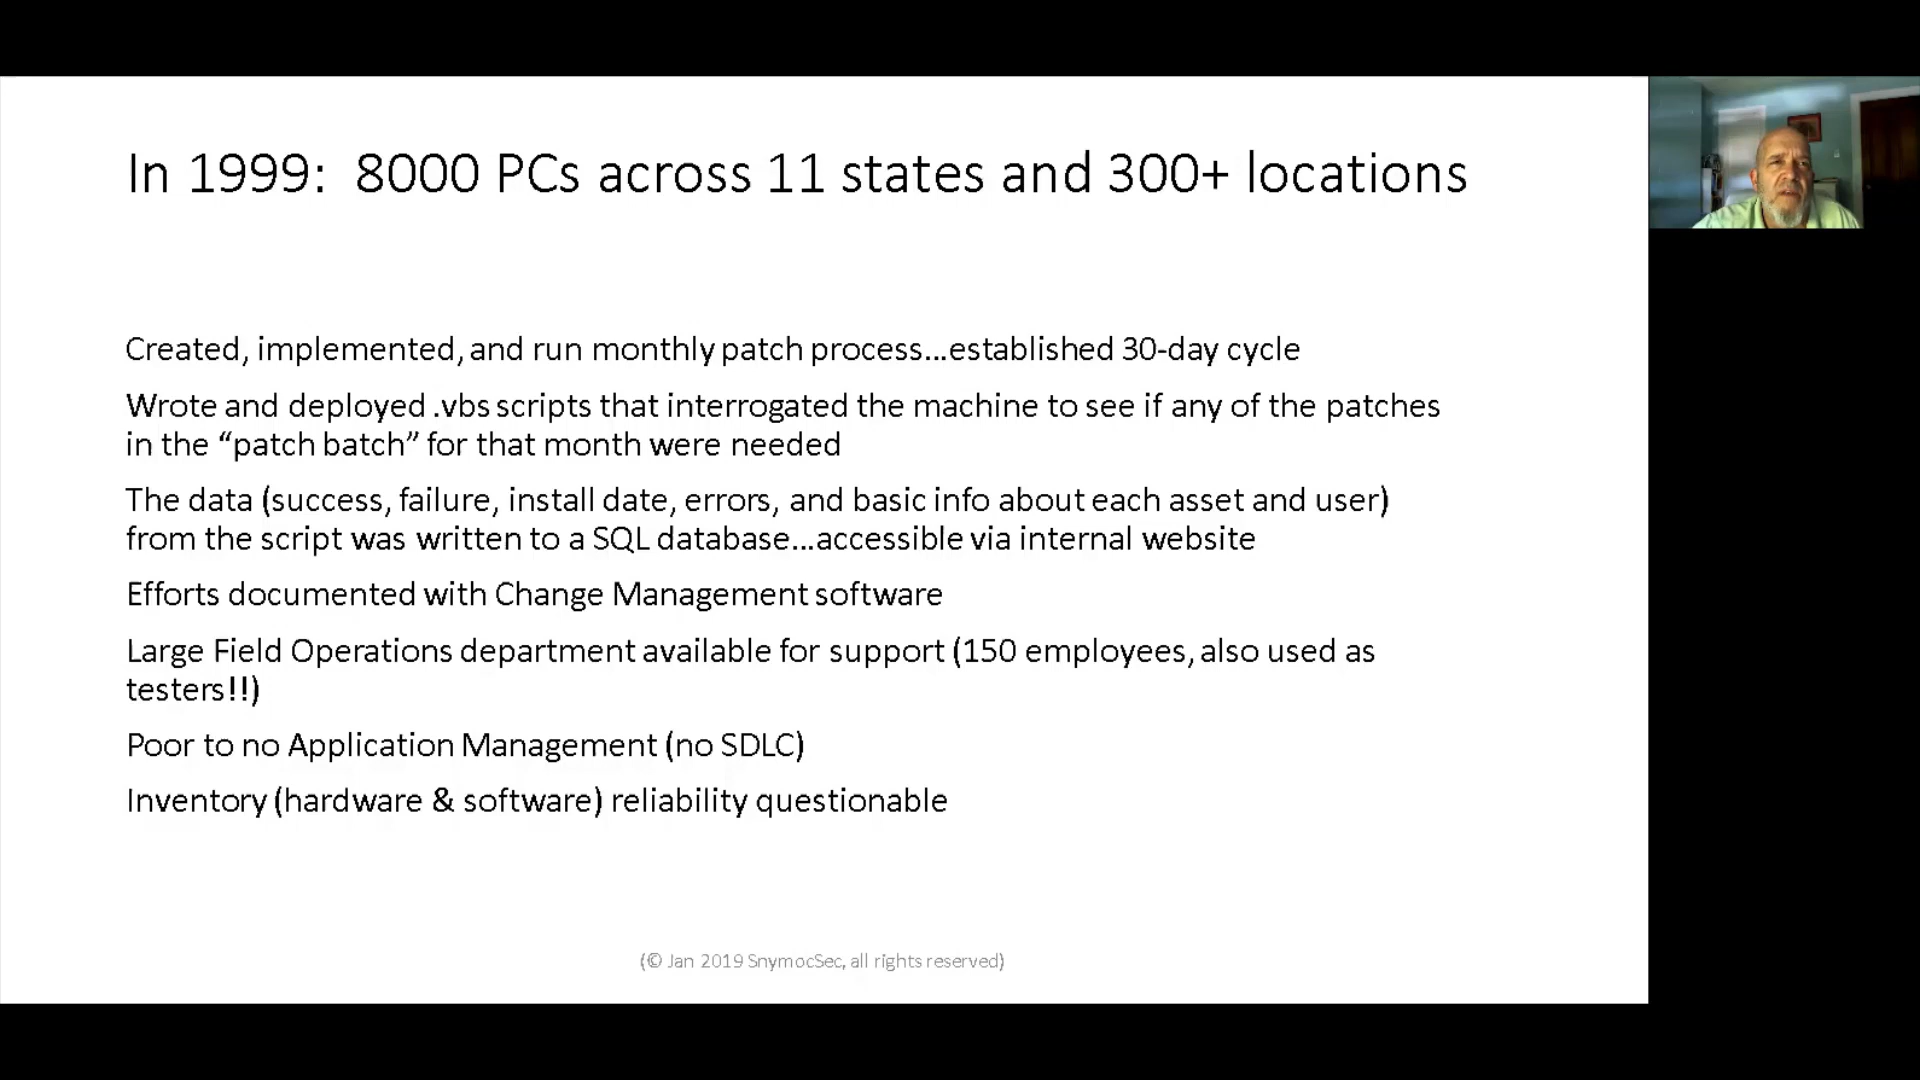 In 1999:  8000 PCs across 11 states and 300+ locations
Created, implemented, and run monthly patch process...established 30-day cycle
Wrote and deployed .vbs scripts that interrogated the machine to see if any of the patches
in the “patch batch” for that month were needed
The data (success, failure, install date, errors, and basic info about each asset and user)
from the script was written to a SQL database...accessible via internal website
Efforts documented with Change Management software
Large Field Operations department available for support (150 employees, also used as
testers!!)
Poor to no Application Management (no SDLC)
Inventory (hardware & software) reliability questionable
(© Jan 2019 SnymocSec, all rights reserved)